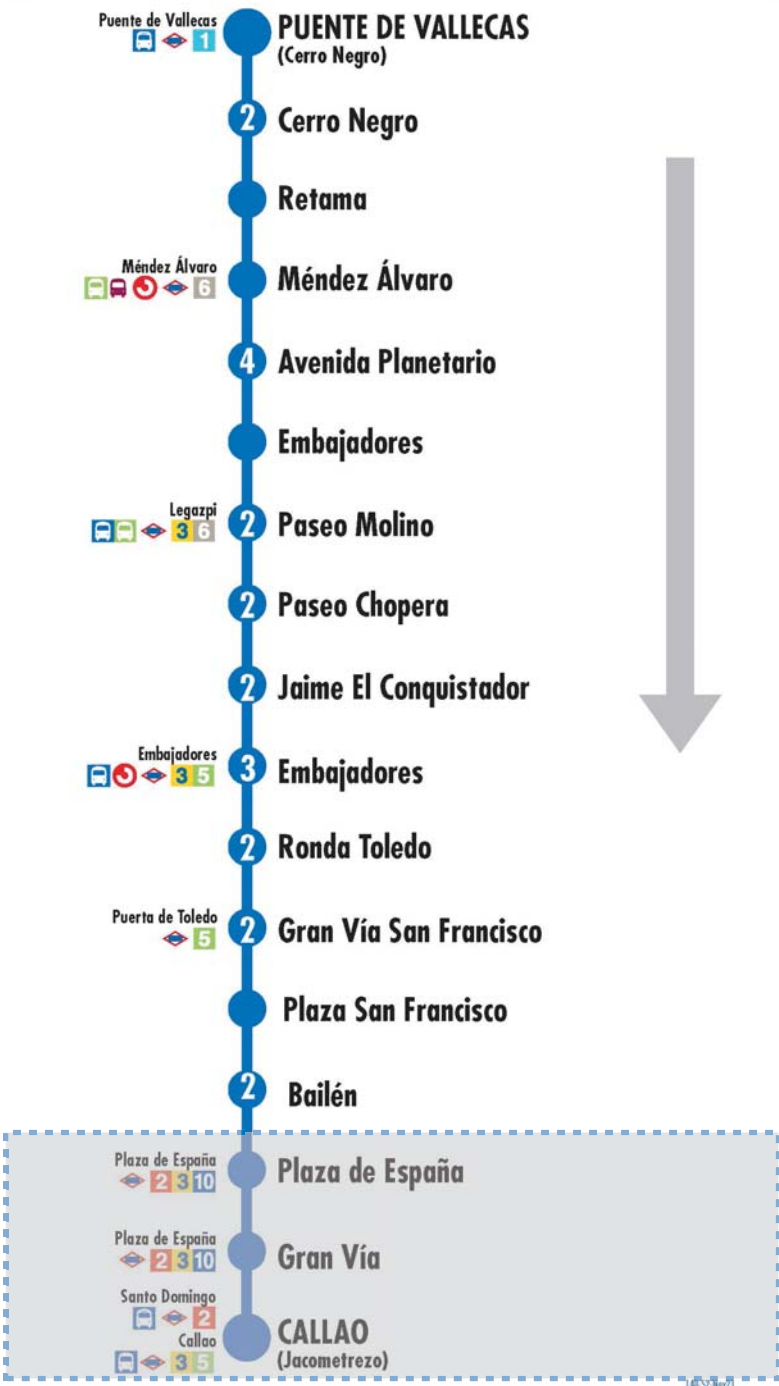 Puente de Vallecas
1
PUENTE DE VALLECAS
(Cerro Negro)
2 Cerro Negro
Retama
Méndez Álvaro
6
Méndez Álvaro
4 Avenida Planetario
Embajadores
Legazpi
3 6
2 Paseo Molino
2 Paseo Chopera
2 Jaime El Conquistador
Embajadores
3 5
3 Embajadores
2 Ronda Toledo
Puerta de Toledo
5
2 Gran Vía San Francisco
Plaza San Francisco
2 Bailén
Plaza de España
2 3 10
Plaza de España
Plaza de España
2 3 10
Gran Vía
Santo Domingo
2
Callao
3 5
CALLAO
(Jacometrezo)